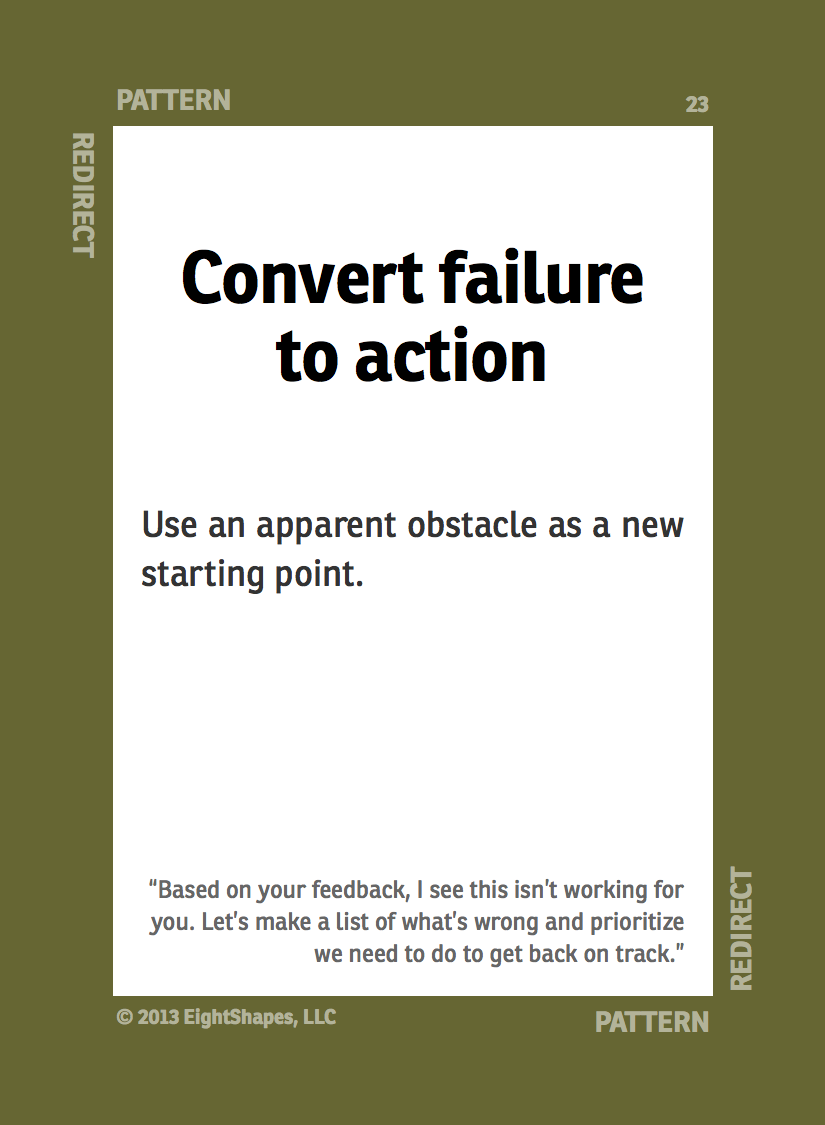 PATTERN
23
REDIRECT
Convert failure
to action
Use an apparent obstacle as a new
starting point.
“Based on your feedback, I see this isn’t working for
you. Let’s make a list of what’s wrong and prioritize
we need to do to get back on track.”
REDIRECT
© 2013 EightShapes, LLC
PATTERN